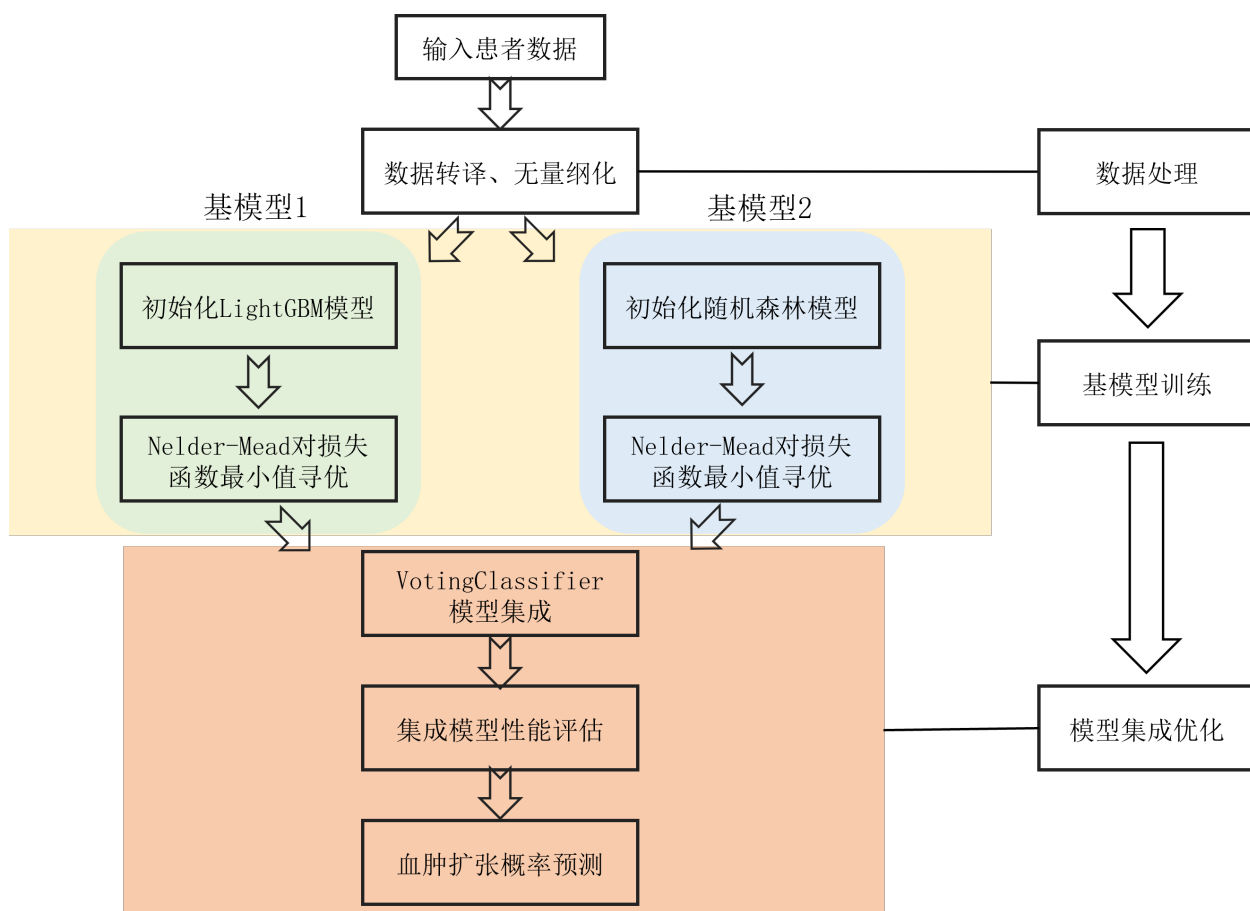 输入患者数据
数据转译、无量纲化
数据处理
基模型1
基模型2
初始化LightGBM模型
初始化随机森林模型
基模型训练
Nelder-Mead对损失
函数最小值寻优
Nelder-Mead对损失
函数最小值寻优
VotingClassifier
模型集成
集成模型性能评估
模型集成优化
血肿扩张概率预测